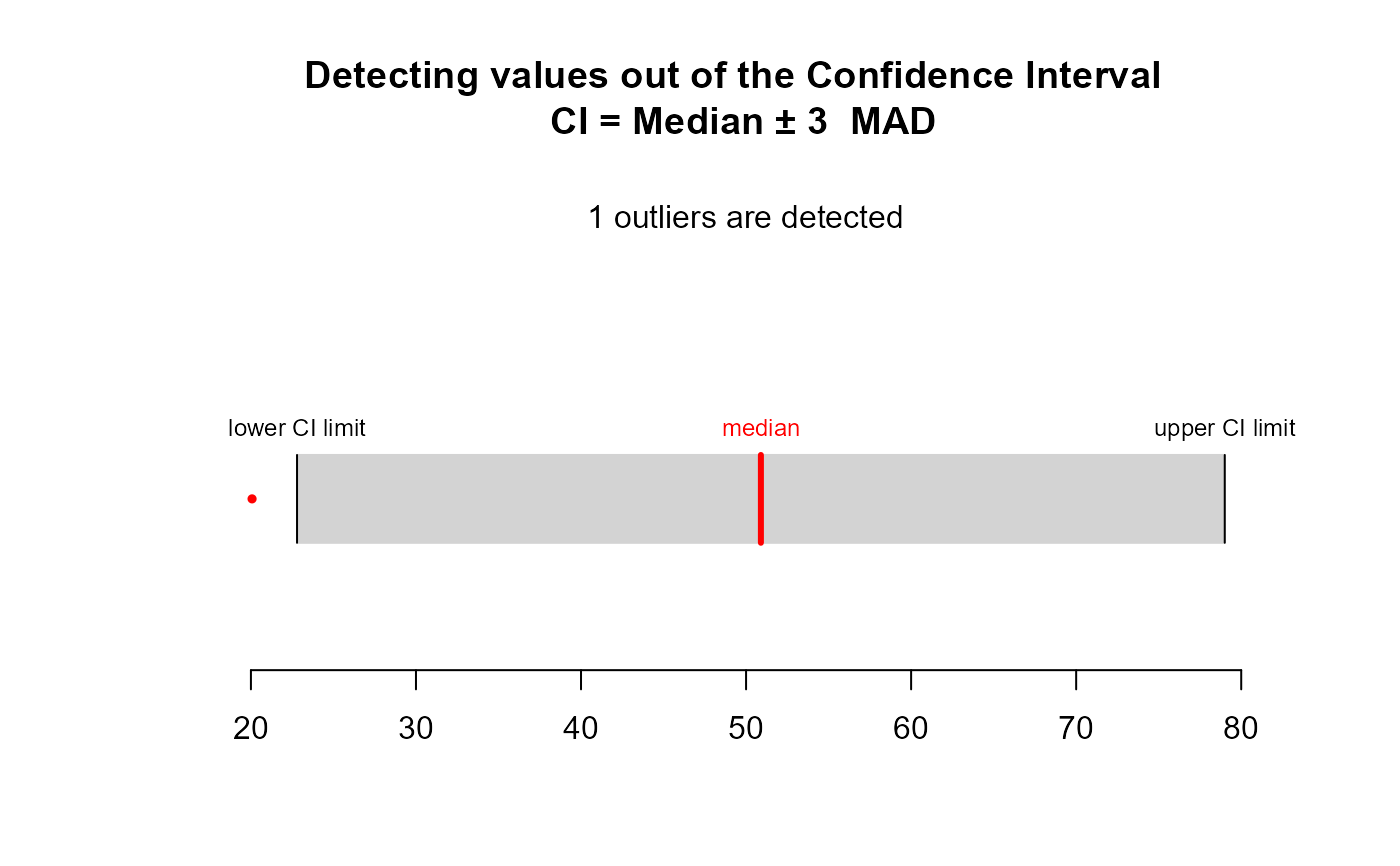 Detecting values out of the Confidence Interval
CI = Median ± 3  MAD
1 outliers are detected
lower CI limit
median
upper CI limit
20
30
40
50
60
70
80